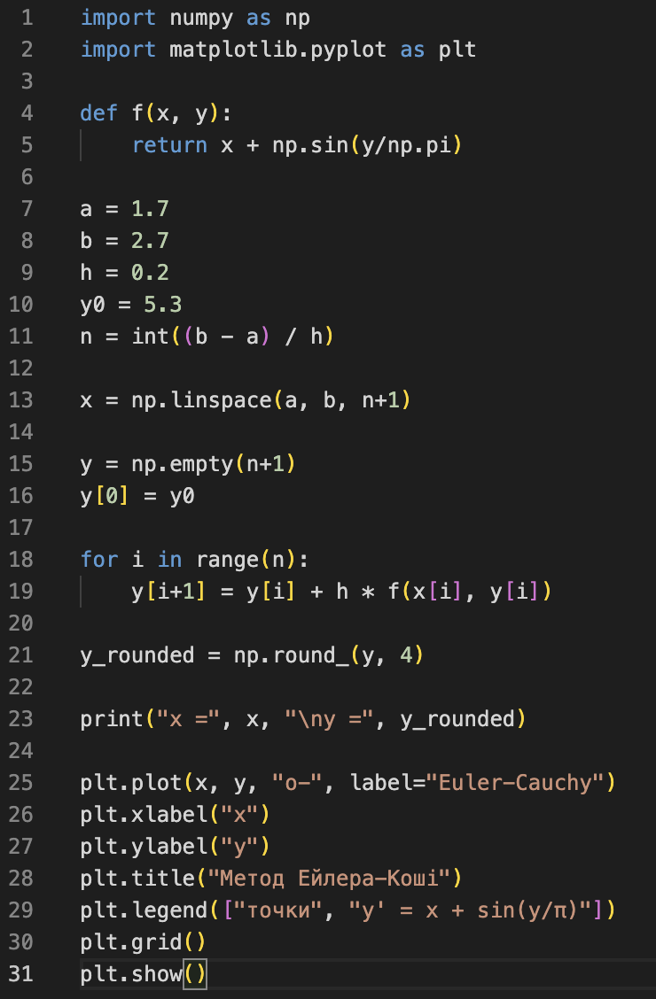 1 import numpy as np
2 import matplotlib.pyplot as plt
3
4 def f(x, y):
5     return x + np.sin(y/np.pi)
6
7 a = 1.7
8 b = 2.7
9 h = 0.2
10 y0 = 5.3
11 n = int((b - a) / h)
12
13 x = np.linspace(a, b, n+1)
14
15 y = np.empty(n+1)
16 y[0] = y0
17
18 for i in range(n):
19     y[i+1] = y[i] + h * f(x[i], y[i])
20
21 y_rounded = np.round_(y, 4)
22
23 print("x =", x, "\ny =", y_rounded)
24
25 plt.plot(x, y, "o-", label="Euler-Cauchy")
26 plt.xlabel("x")
27 plt.ylabel("y")
28 plt.title("Метод Ейлера-Коші")
29 plt.legend(["точки", "y' = x + sin(y/π)"])
30 plt.grid()
31 plt.show()